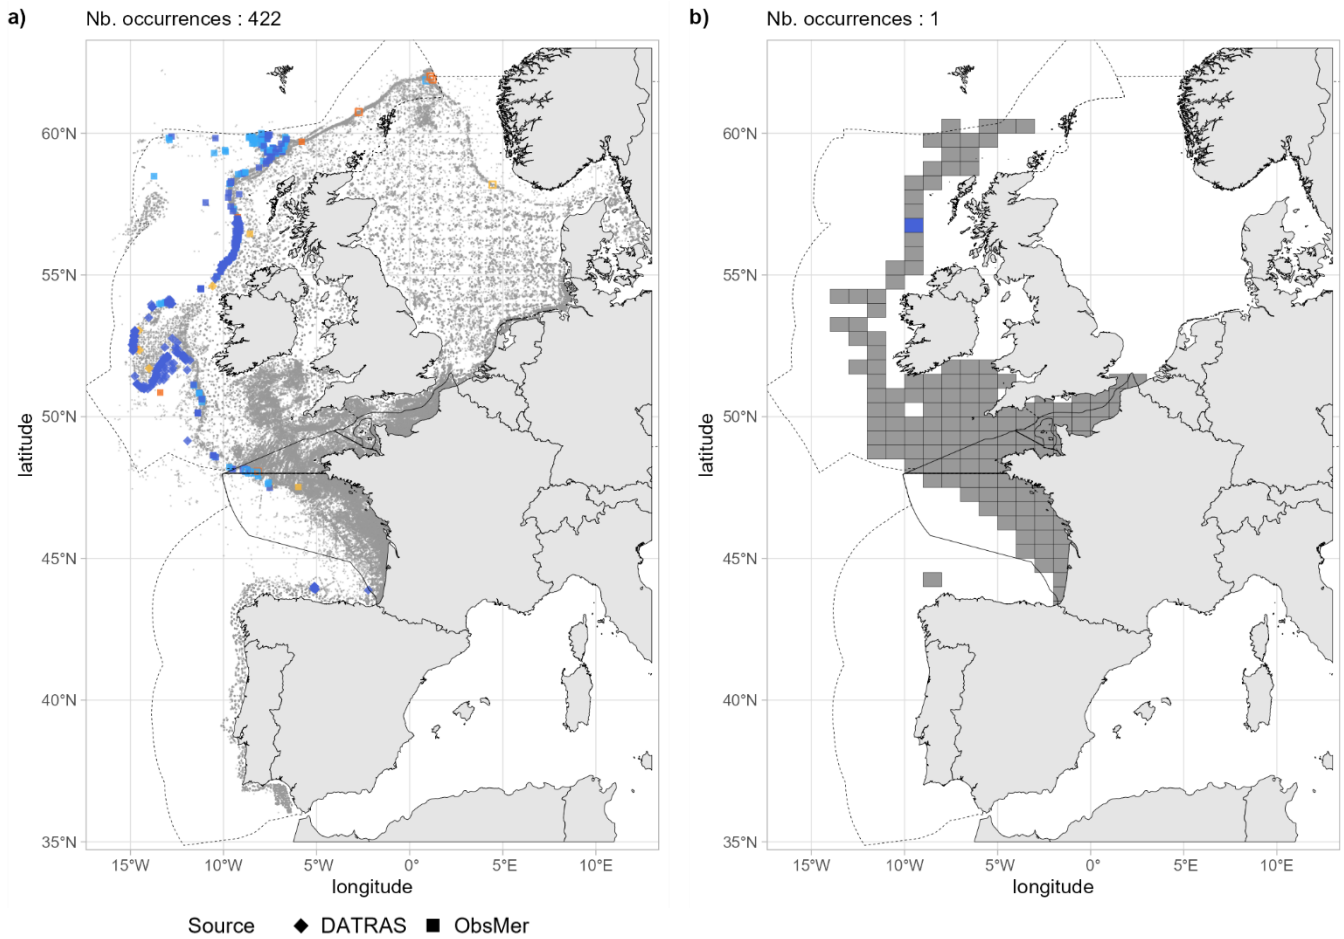 a) Nb. occurrences : 422
b) Nb. occurrences : 1
60°N
55°N
50°N
45°N
40°N
35°N
latitude
15°W 10°W 5°W 0° 5°E 10°E
longitude
60°N
55°N
50°N
45°N
40°N
35°N
latitude
15°W 10°W 5°W 0° 5°E 10°E
longitude
Source DATRAS ObsMer